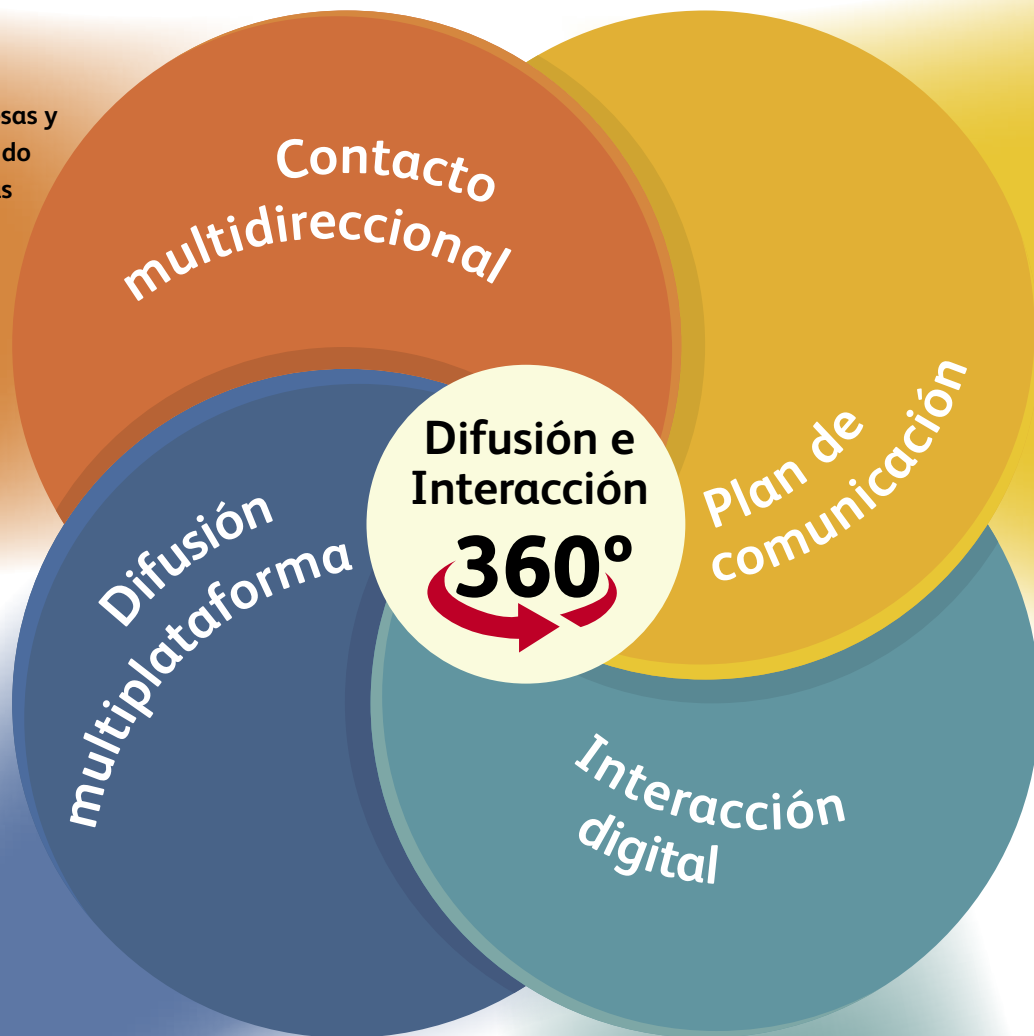 sas y
do
Contacto
multidireccional
Plan de
comunicación
Difusión e
Interacción
360º
Difusión
multiplataforma
Interacción
digital